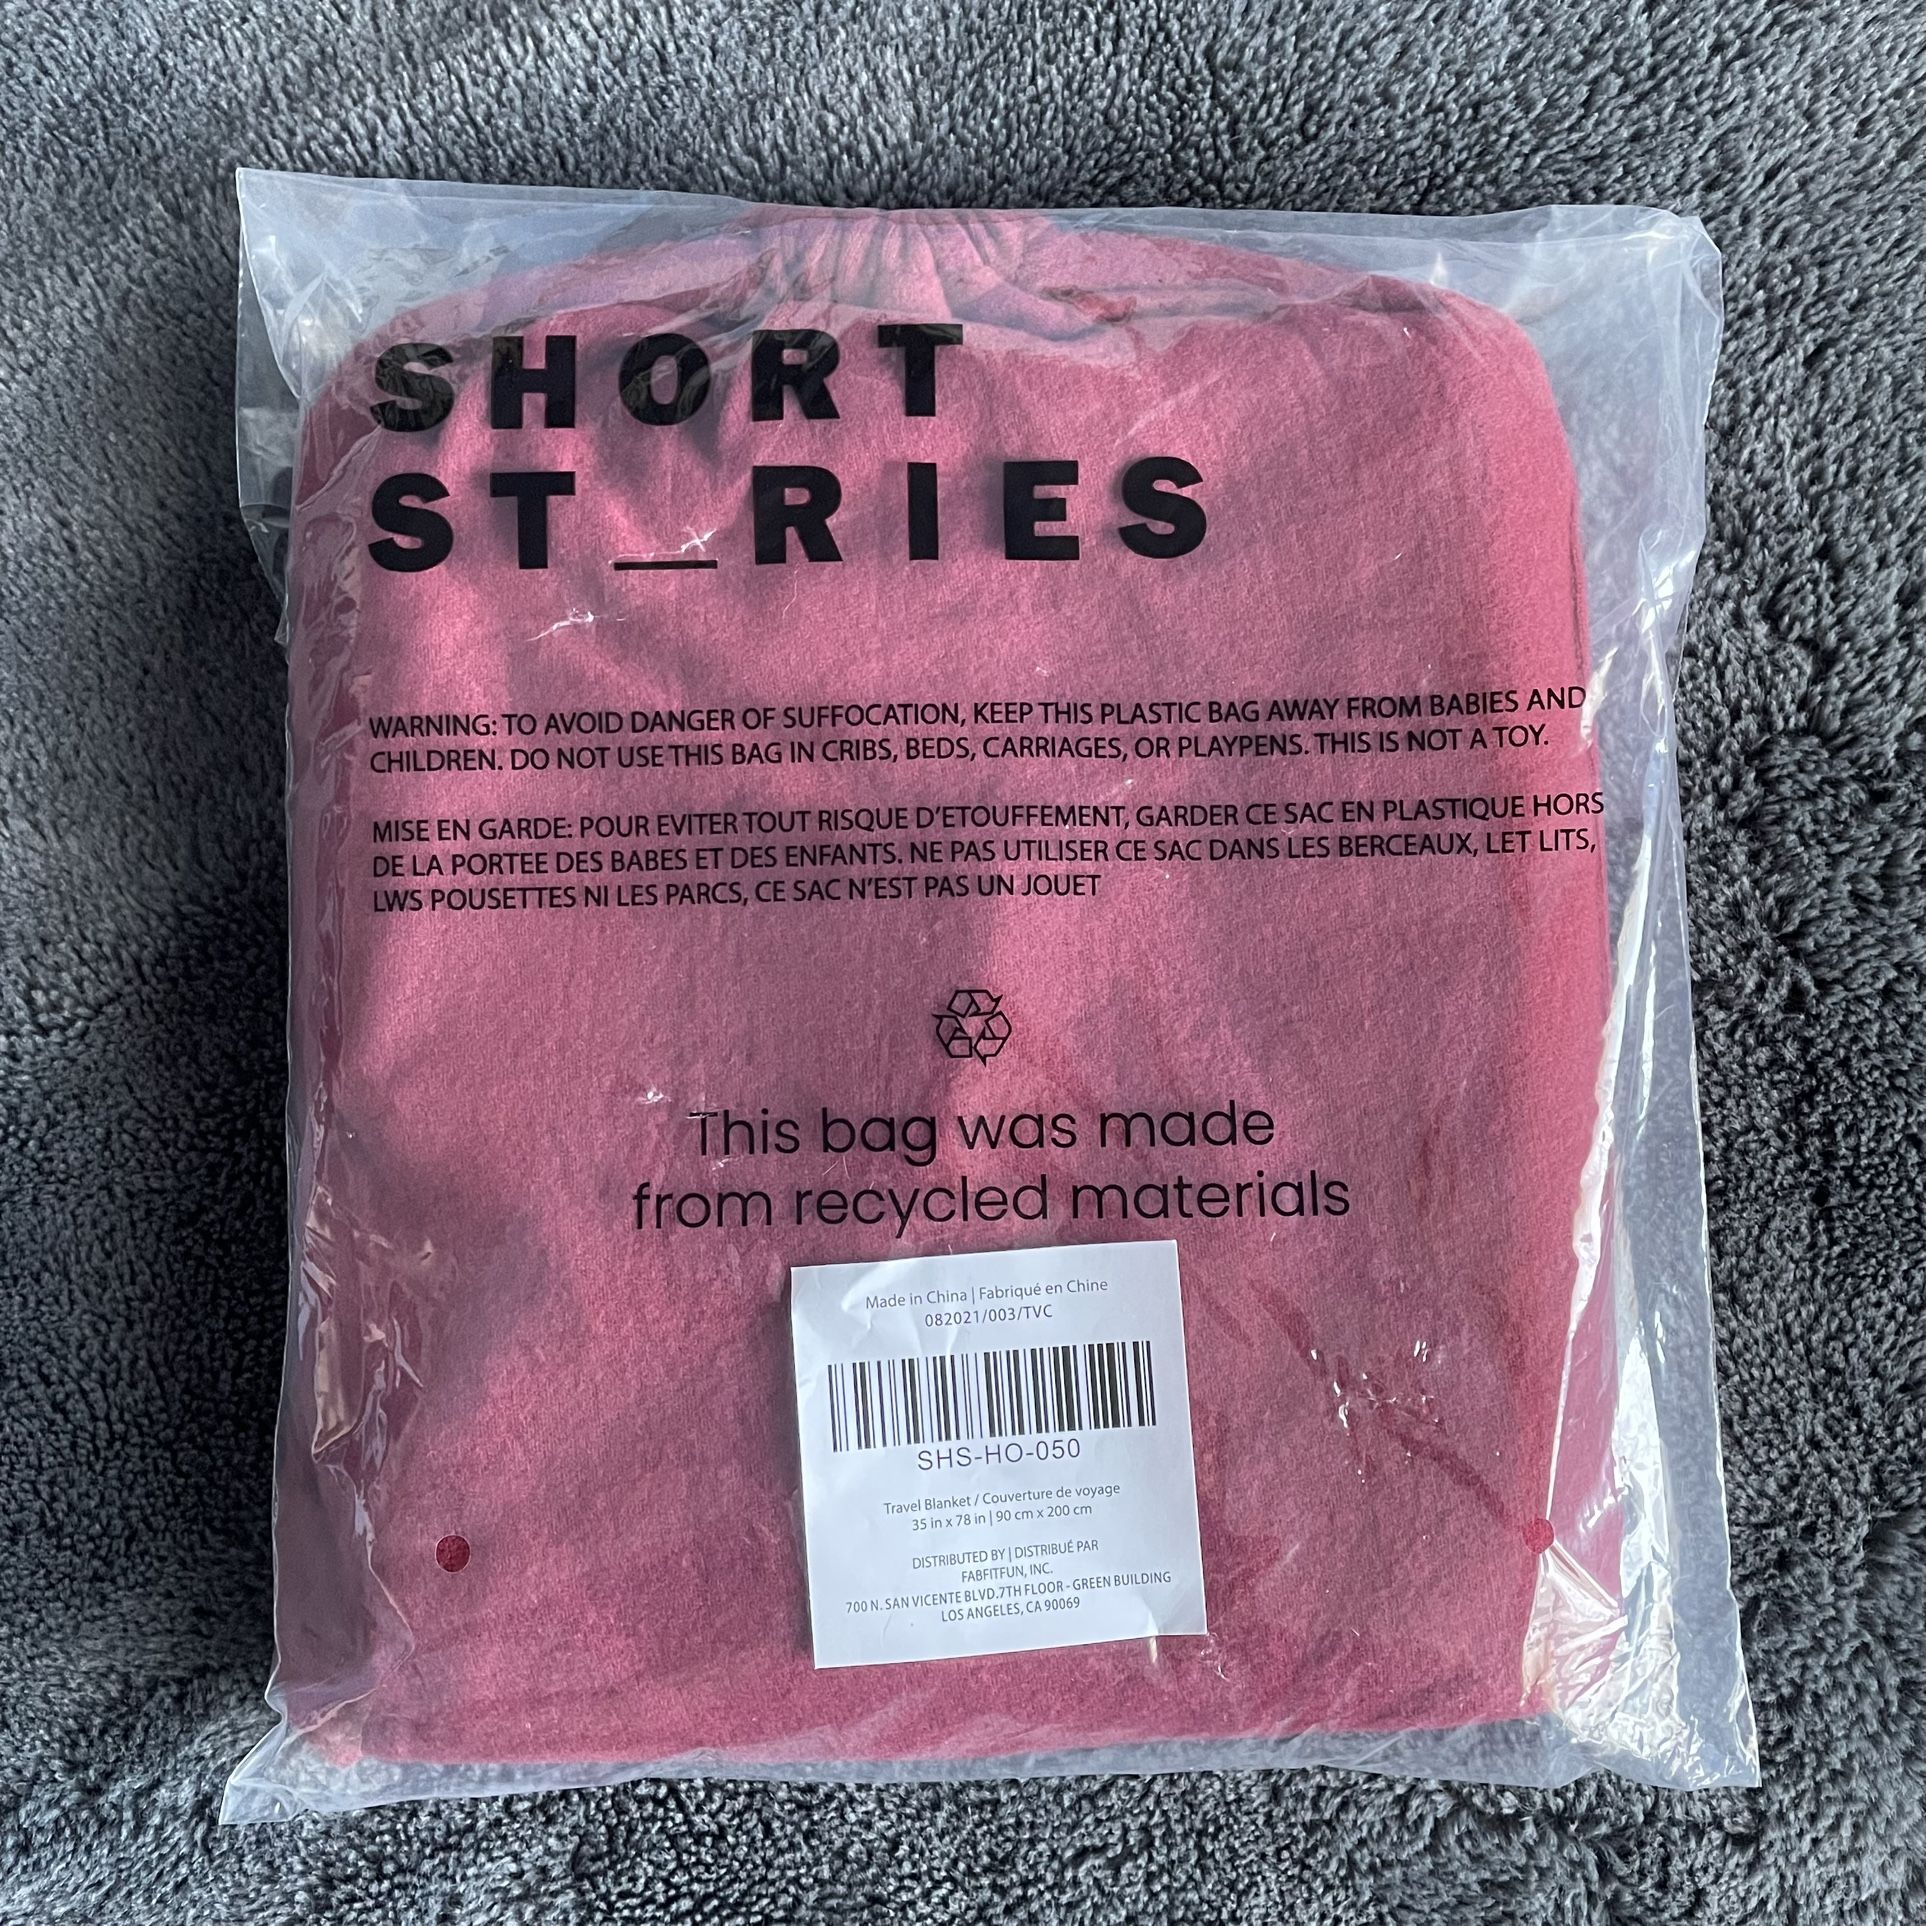 SHORT
ST_RIES
WARNING: TO AVOID DANGER OF SUFFOCATION, KEEP THIS PLASTIC BAG AWAY FROM BABIES AND
CHILDREN. DO NOT USE THIS BAG IN CRIBS, BEDS, CARRIAGES, OR PLAYPENS. THIS IS NOT A TOY.
MISE EN GARDE: POUR EVITER TOUT RISQUE D'ETOUFFEMENT, GARDER CE SAC EN PLASTIQUE HORS
DE LA PORTEE DES BABES ET DES ENFANTS. NE PAS UTILISER CE SAC DANS LES BERCEAUX, LET LITS,
LWS POUSETTES NI LES PARCS, CE SAC N'EST PAS UN JOUET
This bag was made
from recycled materials
Made in China | Fabriqué en Chine
082021/003/TVC
SHS-HO-050
Travel Blanket / Couverture de voyage
35 in x 78 in | 90 cm x 200 cm
DISTRIBUTED BY | DISTRIBUÉ PAR
FABFITFUN, INC.
700 N. SAN VICENTE BLVD.7TH FLOOR - GREEN BUILDING
LOS ANGELES, CA 90069